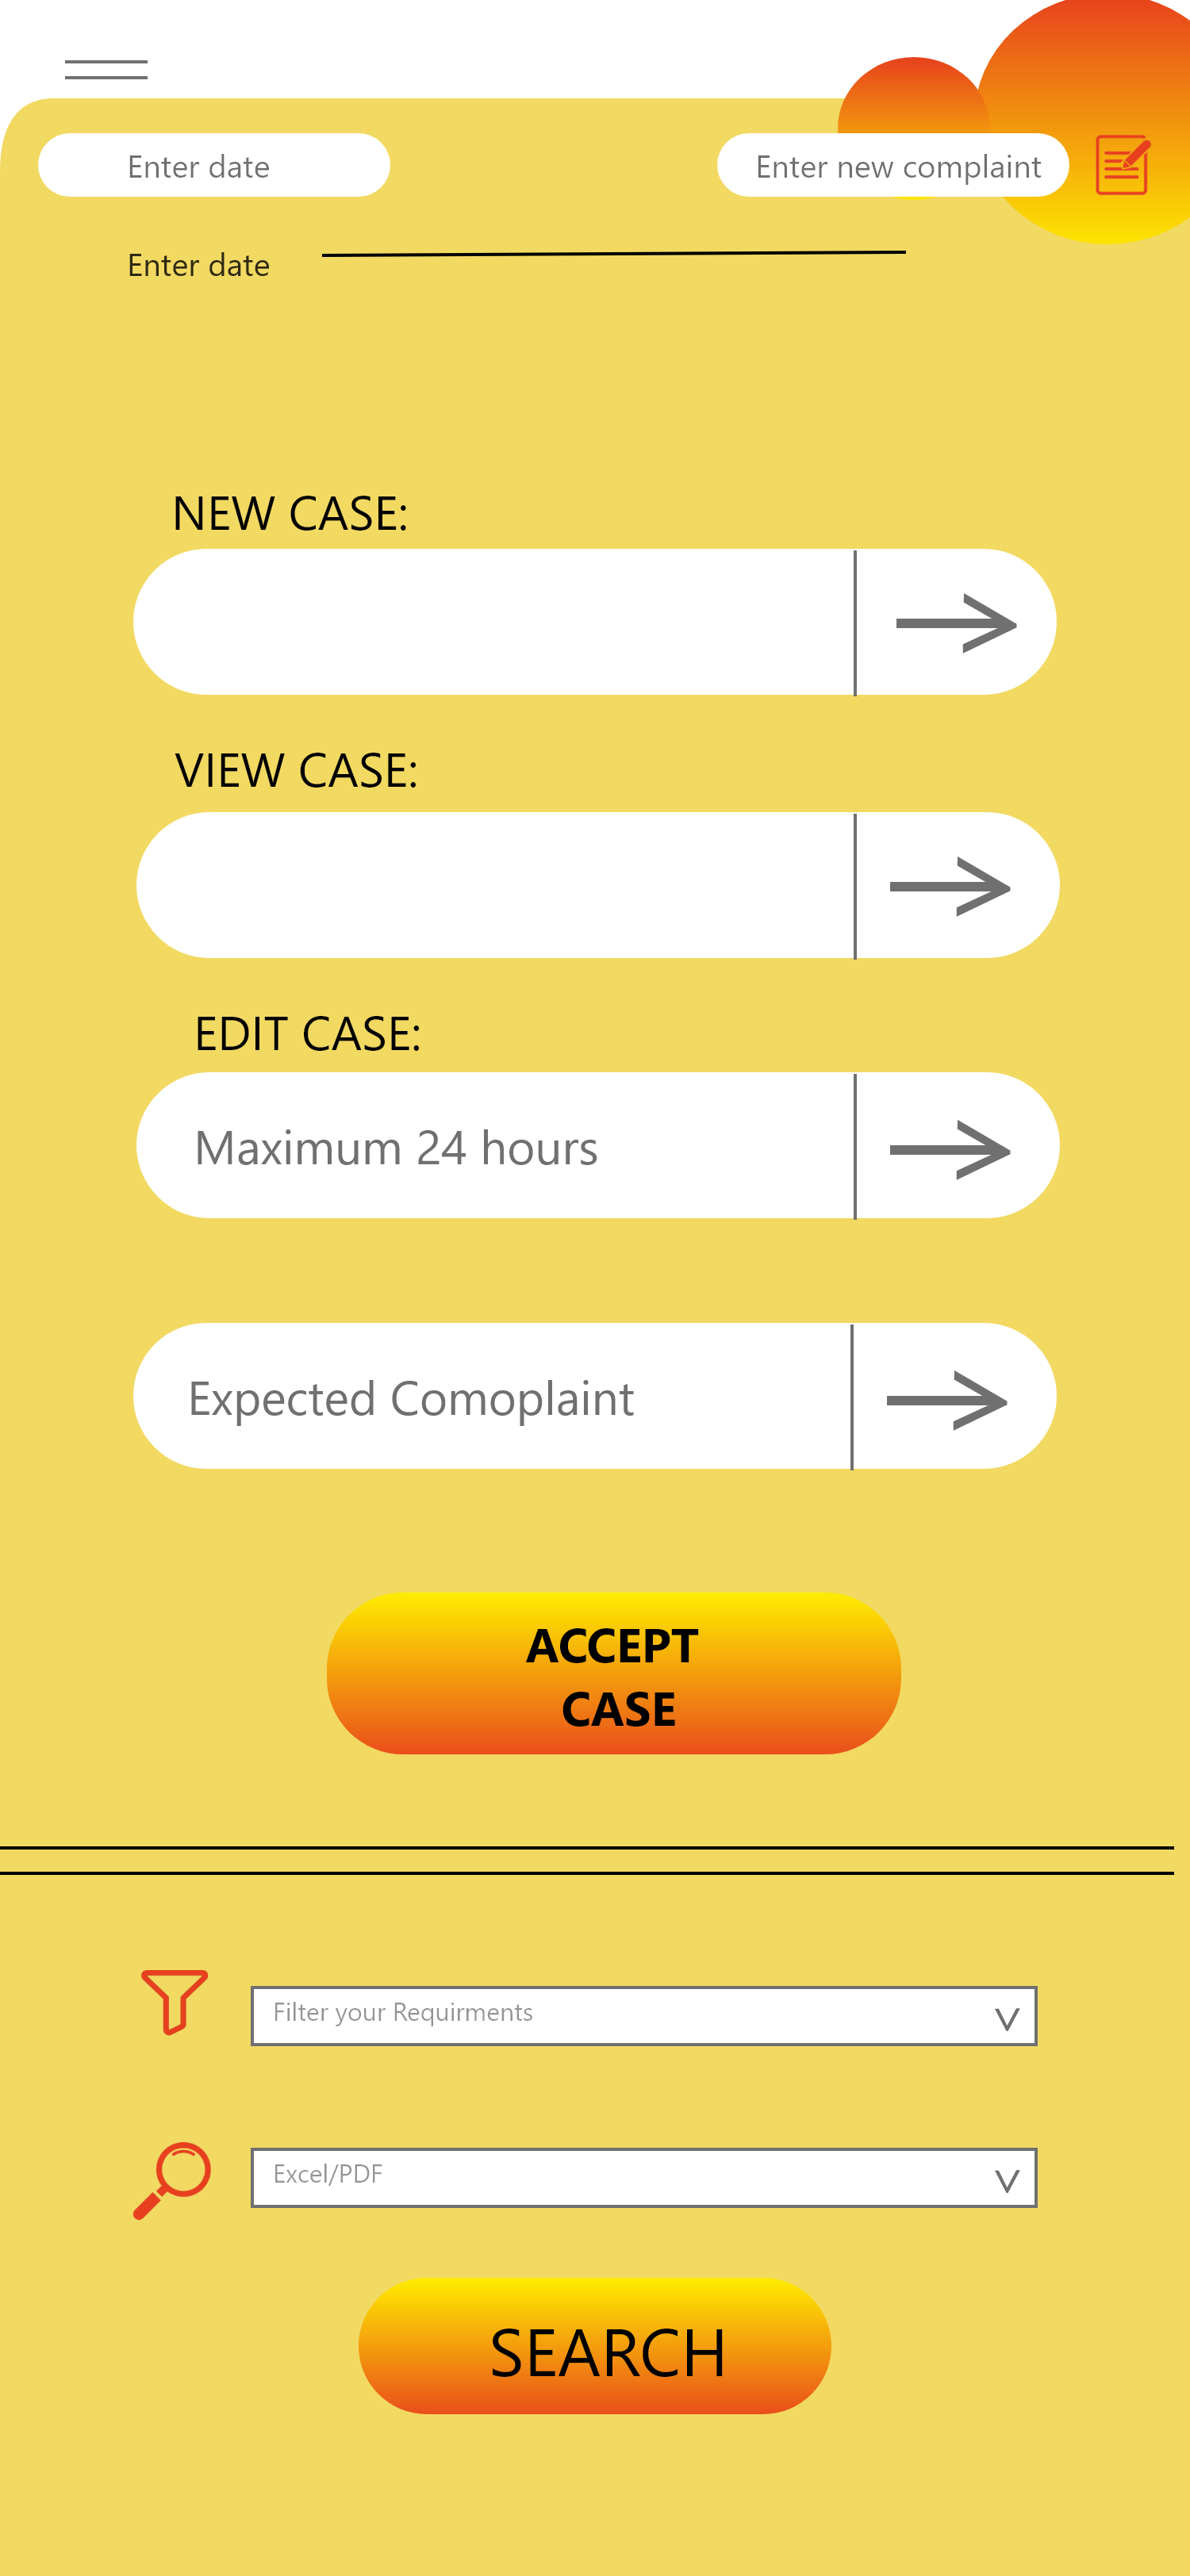 Enter date
Enter new complaint
Enter date
NEW CASE:
VIEW CASE:
EDIT CASE:
Maximum 24 hours
Expected Comoplaint
ACCEPT
CASE
Filter your Requirments
Excel/PDF
SEARCH